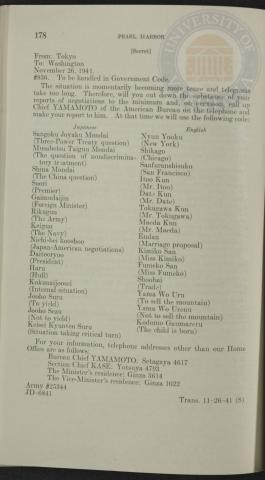 178 PEARL HARBOR
[Secret]
From: Tokyo
To: Washington
November 26, 1941.
#836. To be handled in Government Code.
The situation is momentarily becoming more tense and telegrams
take too long. Therefore, will you cut down the substance of your
reports of negotiations to the minimum and, on occasion, call up
Chief YAMAMOTO of the American Bureau on the telephone and
make your report to him. At that time we will use the following code:
Japanese English
Sangoku Joyaku Mondai Nyuu Yooku
(Three-Power Treaty question) (New York)
Musabetsu Taiguu Mondai Shikago
(The question of nondiscrimina- (Chicago)
tory treatment) Sanfuranshisuko
Shina Mondai (San Francisco)
The China question) Itoo Kun
Soori (Mr. Itoo)
(Premier) Date Kun
Gaimudaijin (Mr. Date)
(Foreign Minister) Tokugawa Kun
Rikugun (Mr. Tokugawa)
(The Army) Maeda Kun
Kaigun (Mr. Maeda)
(The Navy) Endan
Nichi-bei kooshoo (Marriage proposal)
(Japan-American negotiations) Kimiko San
Daitooryoo (Miss Kimiko)
(President) Fumeko San
Haru (Miss Fumeko)
(Hull) Shoobai
Kokunaijoosei (Trade)
(Internal situation) Yama Wo Uru
Jooho Suru (To sell the mountain)
(To yield) Yama Wo Urenu
Jooho Sezu (Not to sell the mountain)
(Not to yield) Kodomo Gaumareru
Keisei Kyuuten Suru (The child is born)
(Situation taking critical turn)
For your information, telephone addresses other than our Home
Office are as follows:
Bureau Chief YAMAMOTO: Setagaya 4617
Section Chief KASE: Yotsuya 4793
The Minister's residence: Ginza 3614
The Vice-Minister's residence: Ginza 1022
Army #25344
JD-6841 Trans. 11-26-41 (S)